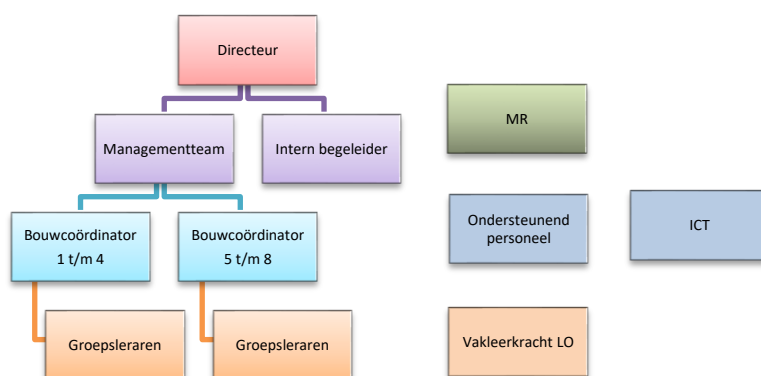 Directeur
MR
Managementteam
Intern begeleider
Ondersteunend
personeel
ICT
Bouwcoördinator
1 t/m 4
Bouwcoördinator
5 t/m 8
Groepsleraren
Groepsleraren
Vakleerkracht LO